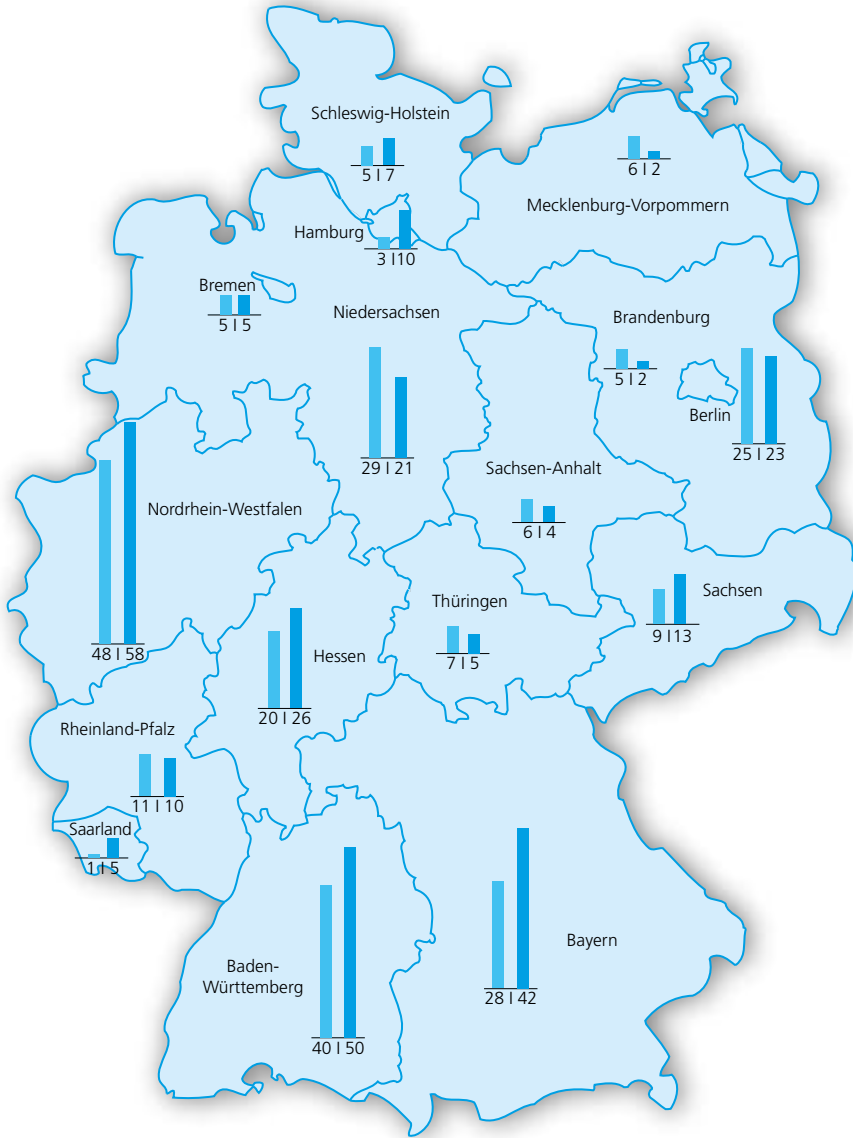 Schleswig-Holstein
5 I 7
6 I 2
Mecklenburg-Vorpommern
Hamburg
3 I 10
Bremen
5 I 5
Niedersachsen
29 I 21
Brandenburg
5 I 2
Berlin
25 I 23
Sachsen-Anhalt
6 I 4
Nordrhein-Westfalen
48 I 58
Sachsen
9 I 13
Thüringen
7 I 5
Hessen
20 I 26
Rheinland-Pfalz
11 I 10
Saarland
1 I 5
Baden-
Württemberg
40 I 50
Bayern
28 I 42